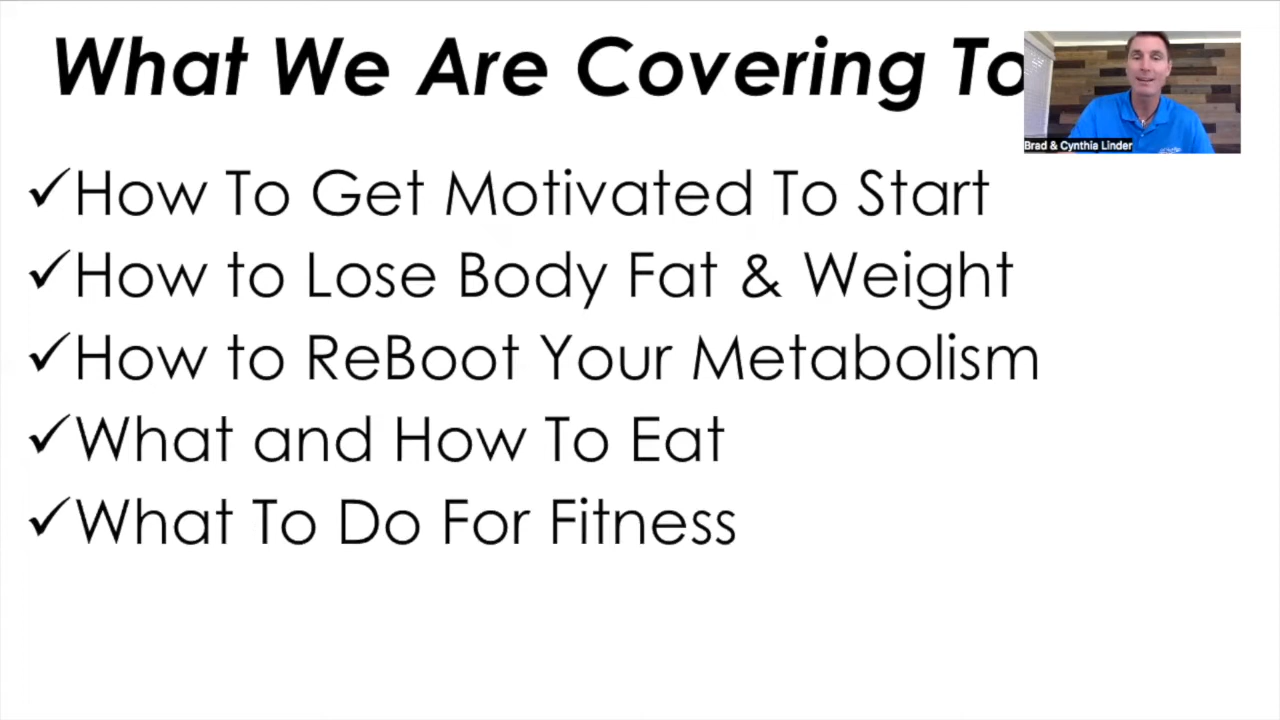 What We Are Covering To
Brad & Cynthia Linder
✓How To Get Motivated To Start
✓How to Lose Body Fat & Weight
✓How to ReBoot Your Metabolism
✓What and How To Eat
✓What To Do For Fitness